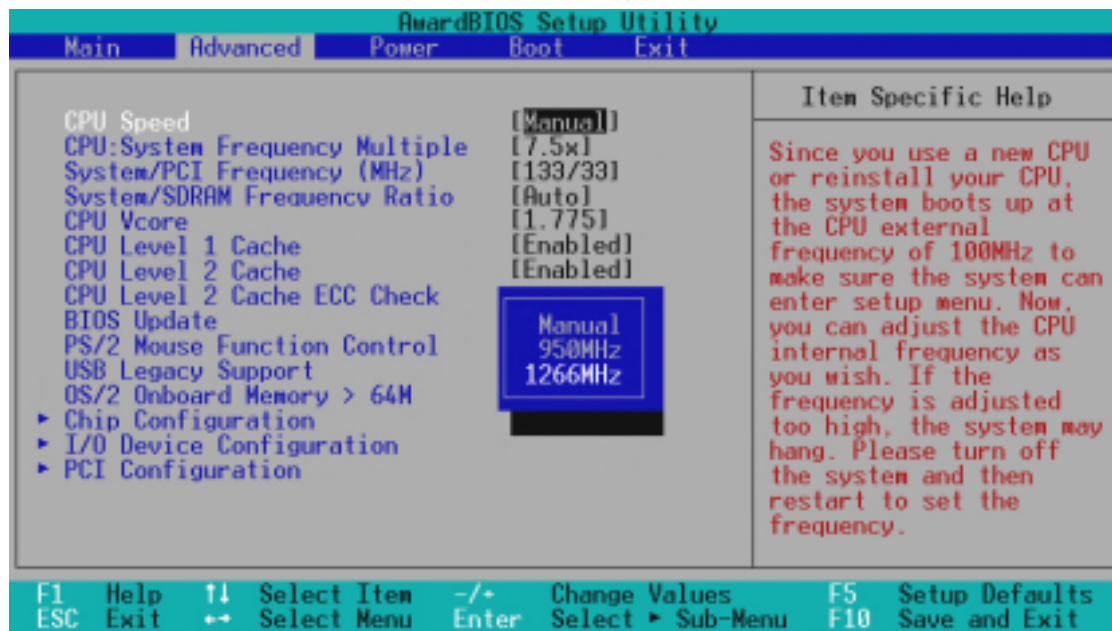 AwardBIOS Setup Utility
Main Advanced Power Boot Exit
Item Specific Help
CPU Speed [Manual]
CPU:System Frequency Multiple [7.5x]
System/PCI Frequency (MHz) [133/33]
System/SDRAM Frequency Ratio [Auto]
CPU Vcore [1.775]
CPU Level 1 Cache [Enabled]
CPU Level 2 Cache [Enabled]
CPU Level 2 Cache ECC Check
BIOS Update
PS/2 Mouse Function Control
USB Legacy Support
OS/2 Onboard Memory > 64M
► Chip Configuration
► I/O Device Configuration
► PCI Configuration
Manual
950MHz
1266MHz
Since you use a new CPU
or reinstall your CPU,
the system boots up at
the CPU external
frequency of 100MHz to
make sure the system can
enter setup menu. Now,
you can adjust the CPU
internal frequency as
you wish. If the
frequency is adjusted
too high, the system may
hang. Please turn off
the system and then
restart to set the
frequency.
F1 Help ↑↓ Select Item -/+ Change Values F5 Setup Defaults
ESC Exit ←→ Select Menu Enter Select ► Sub-Menu F10 Save and Exit